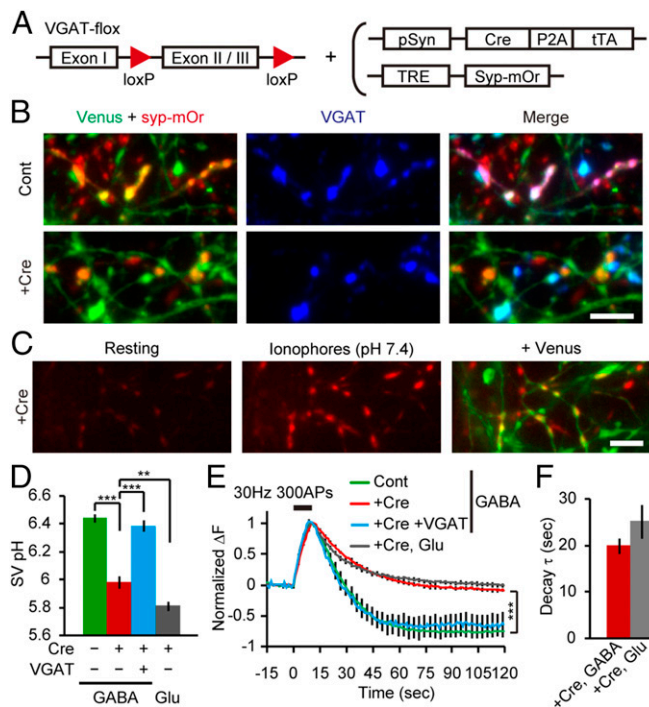 A
VGAT-flox
Exon I
Exon II / III
loxP
loxP
+
pSyn
Cre
P2A
tTA
TRE
Syp-mOr
B
Venus + syp-mOr
VGAT
Merge
Cont
+Cre
C
Resting
Ionophores (pH 7.4)
+ Venus
+Cre
D
SV pH
6.6
6.4
6.2
6
5.8
5.6
***
***
**
Cre − + + +
VGAT − − +
GABA Glu
E
30Hz 300APs
Cont
+Cre
+Cre +VGAT
+Cre, Glu
GABA
Normalized ΔF
1
0.5
0
-0.5
-1
***
-15 0 15 30 45 60 75 90 105 120
Time (sec)
F
Decay τ (sec)
30
20
10
0
+Cre, GABA
+Cre, Glu